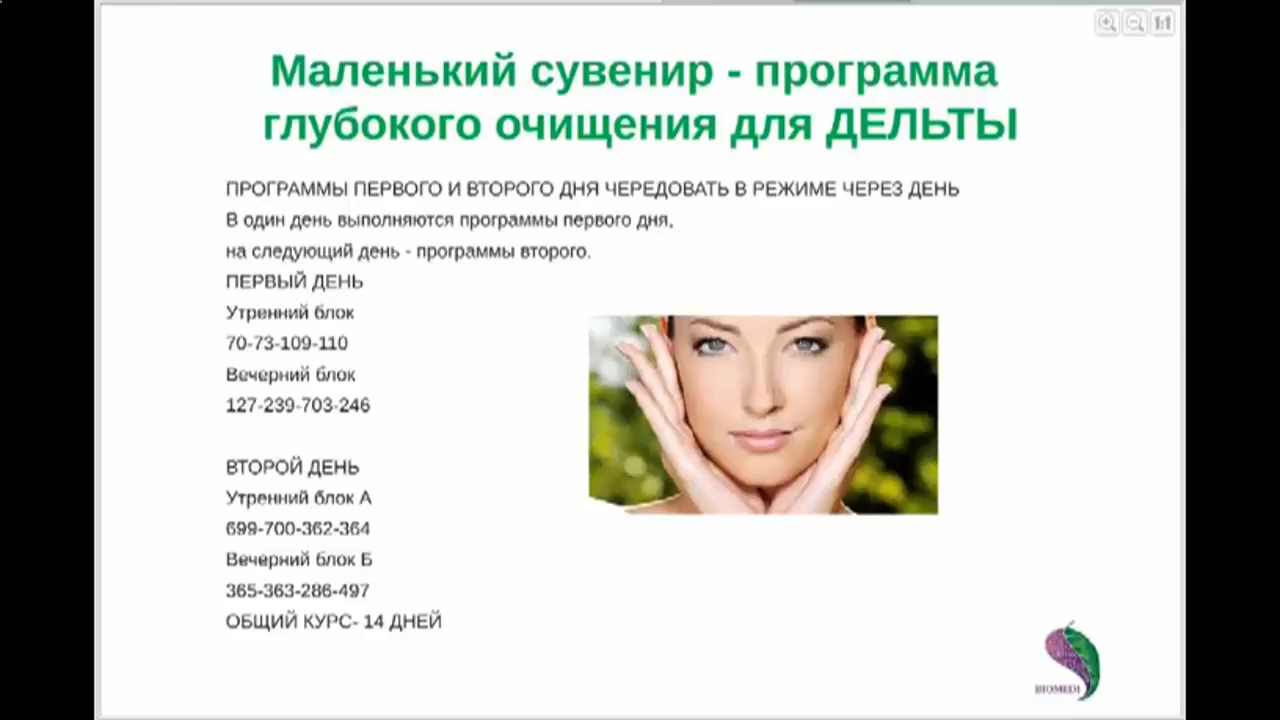 Маленький сувенир - программа
глубокого очищения для ДЕЛЬТЫ
ПРОГРАММЫ ПЕРВОГО И ВТОРОГО ДНЯ ЧЕРЕДОВАТЬ В РЕЖИМЕ ЧЕРЕЗ ДЕНЬ
В один день выполняются программы первого дня,
на следующий день - программы второго.
ПЕРВЫЙ ДЕНЬ
Утренний блок
70-73-109-110
Вечерний блок
127-239-703-246
ВТОРОЙ ДЕНЬ
Утренний блок А
699-700-362-364
Вечерний блок Б
365-363-286-497
ОБЩИЙ КУРС- 14 ДНЕЙ
BIOMEDI
1:1